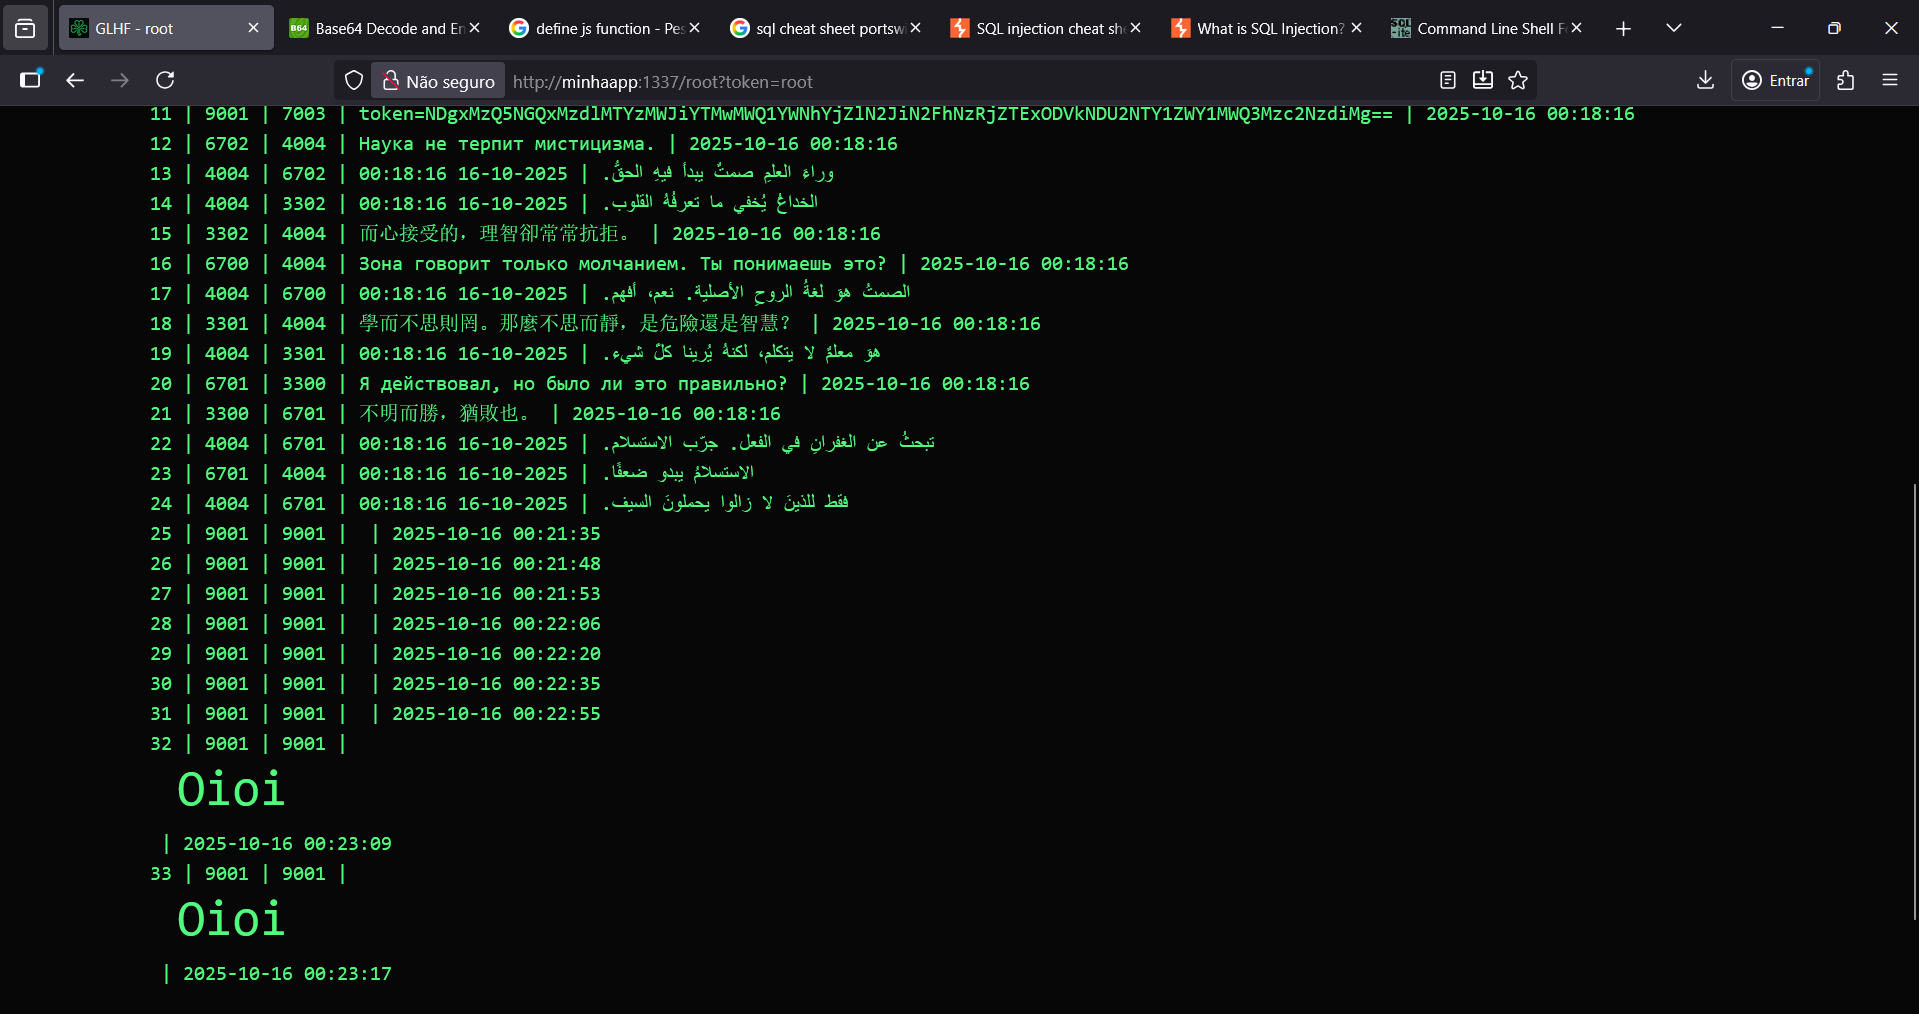 GLHF - root
Base64 Decode and En
define js function - Pes
sql cheat sheet portswi
SQL injection cheat she
What is SQL Injection?
Command Line Shell F
Não seguro
http://minhaapp:1337/root?token=root
Entrar
11 | 9001 | 7003 | token=NDgxMzQ5NGQxMzdlMTYzMWJiYTMwMWQ1YWNhYjZlN2JiN2FhNzRjZTExODVkNDU2NTY1ZWY1MWQ3Mzc2NzdiMg== | 2025-10-16 00:18:16
12 | 6702 | 4004 | Наука не терпит мистицизма. | 2025-10-16 00:18:16
13 | 4004 | 6702 | وراءَ العلمِ صمتٌ يبدأ فيهِ الحقُّ. | 2025-10-16 00:18:16
14 | 4004 | 3302 | الخداعُ يُخفي ما تعرفُهُ القلوب. | 2025-10-16 00:18:16
15 | 3302 | 4004 | 而心接受的，理智卻常常抗拒。 | 2025-10-16 00:18:16
16 | 6700 | 4004 | Зона говорит только молчанием. Ты понимаешь это? | 2025-10-16 00:18:16
17 | 4004 | 6700 | الصمتُ هوَ لغةُ الروحِ الأصلية. نعم، أفهم. | 2025-10-16 00:18:16
18 | 3301 | 4004 | 學而不思則罔。那麼不思而靜，是危險還是智慧？ | 2025-10-16 00:18:16
19 | 4004 | 3301 | هوَ معلمٌ لا يتكلم، لكنهُ يُرينا كلَّ شيء. | 2025-10-16 00:18:16
20 | 6701 | 3300 | Я действовал, но было ли это правильно? | 2025-10-16 00:18:16
21 | 3300 | 6701 | 不明而勝，猶敗也。 | 2025-10-16 00:18:16
22 | 4004 | 6701 | تبحثُ عن الغفرانِ في الفعل. جرّب الاستسلام. | 2025-10-16 00:18:16
23 | 6701 | 4004 | الاستسلامُ يبدو ضعفًا. | 2025-10-16 00:18:16
24 | 4004 | 6701 | فقط للذينَ لا زالوا يحملونَ السيف. | 2025-10-16 00:18:16
25 | 9001 | 9001 | | 2025-10-16 00:21:35
26 | 9001 | 9001 | | 2025-10-16 00:21:48
27 | 9001 | 9001 | | 2025-10-16 00:21:53
28 | 9001 | 9001 | | 2025-10-16 00:22:06
29 | 9001 | 9001 | | 2025-10-16 00:22:20
30 | 9001 | 9001 | | 2025-10-16 00:22:35
31 | 9001 | 9001 | | 2025-10-16 00:22:55
32 | 9001 | 9001 |
Oioi
| 2025-10-16 00:23:09
33 | 9001 | 9001 |
Oioi
| 2025-10-16 00:23:17